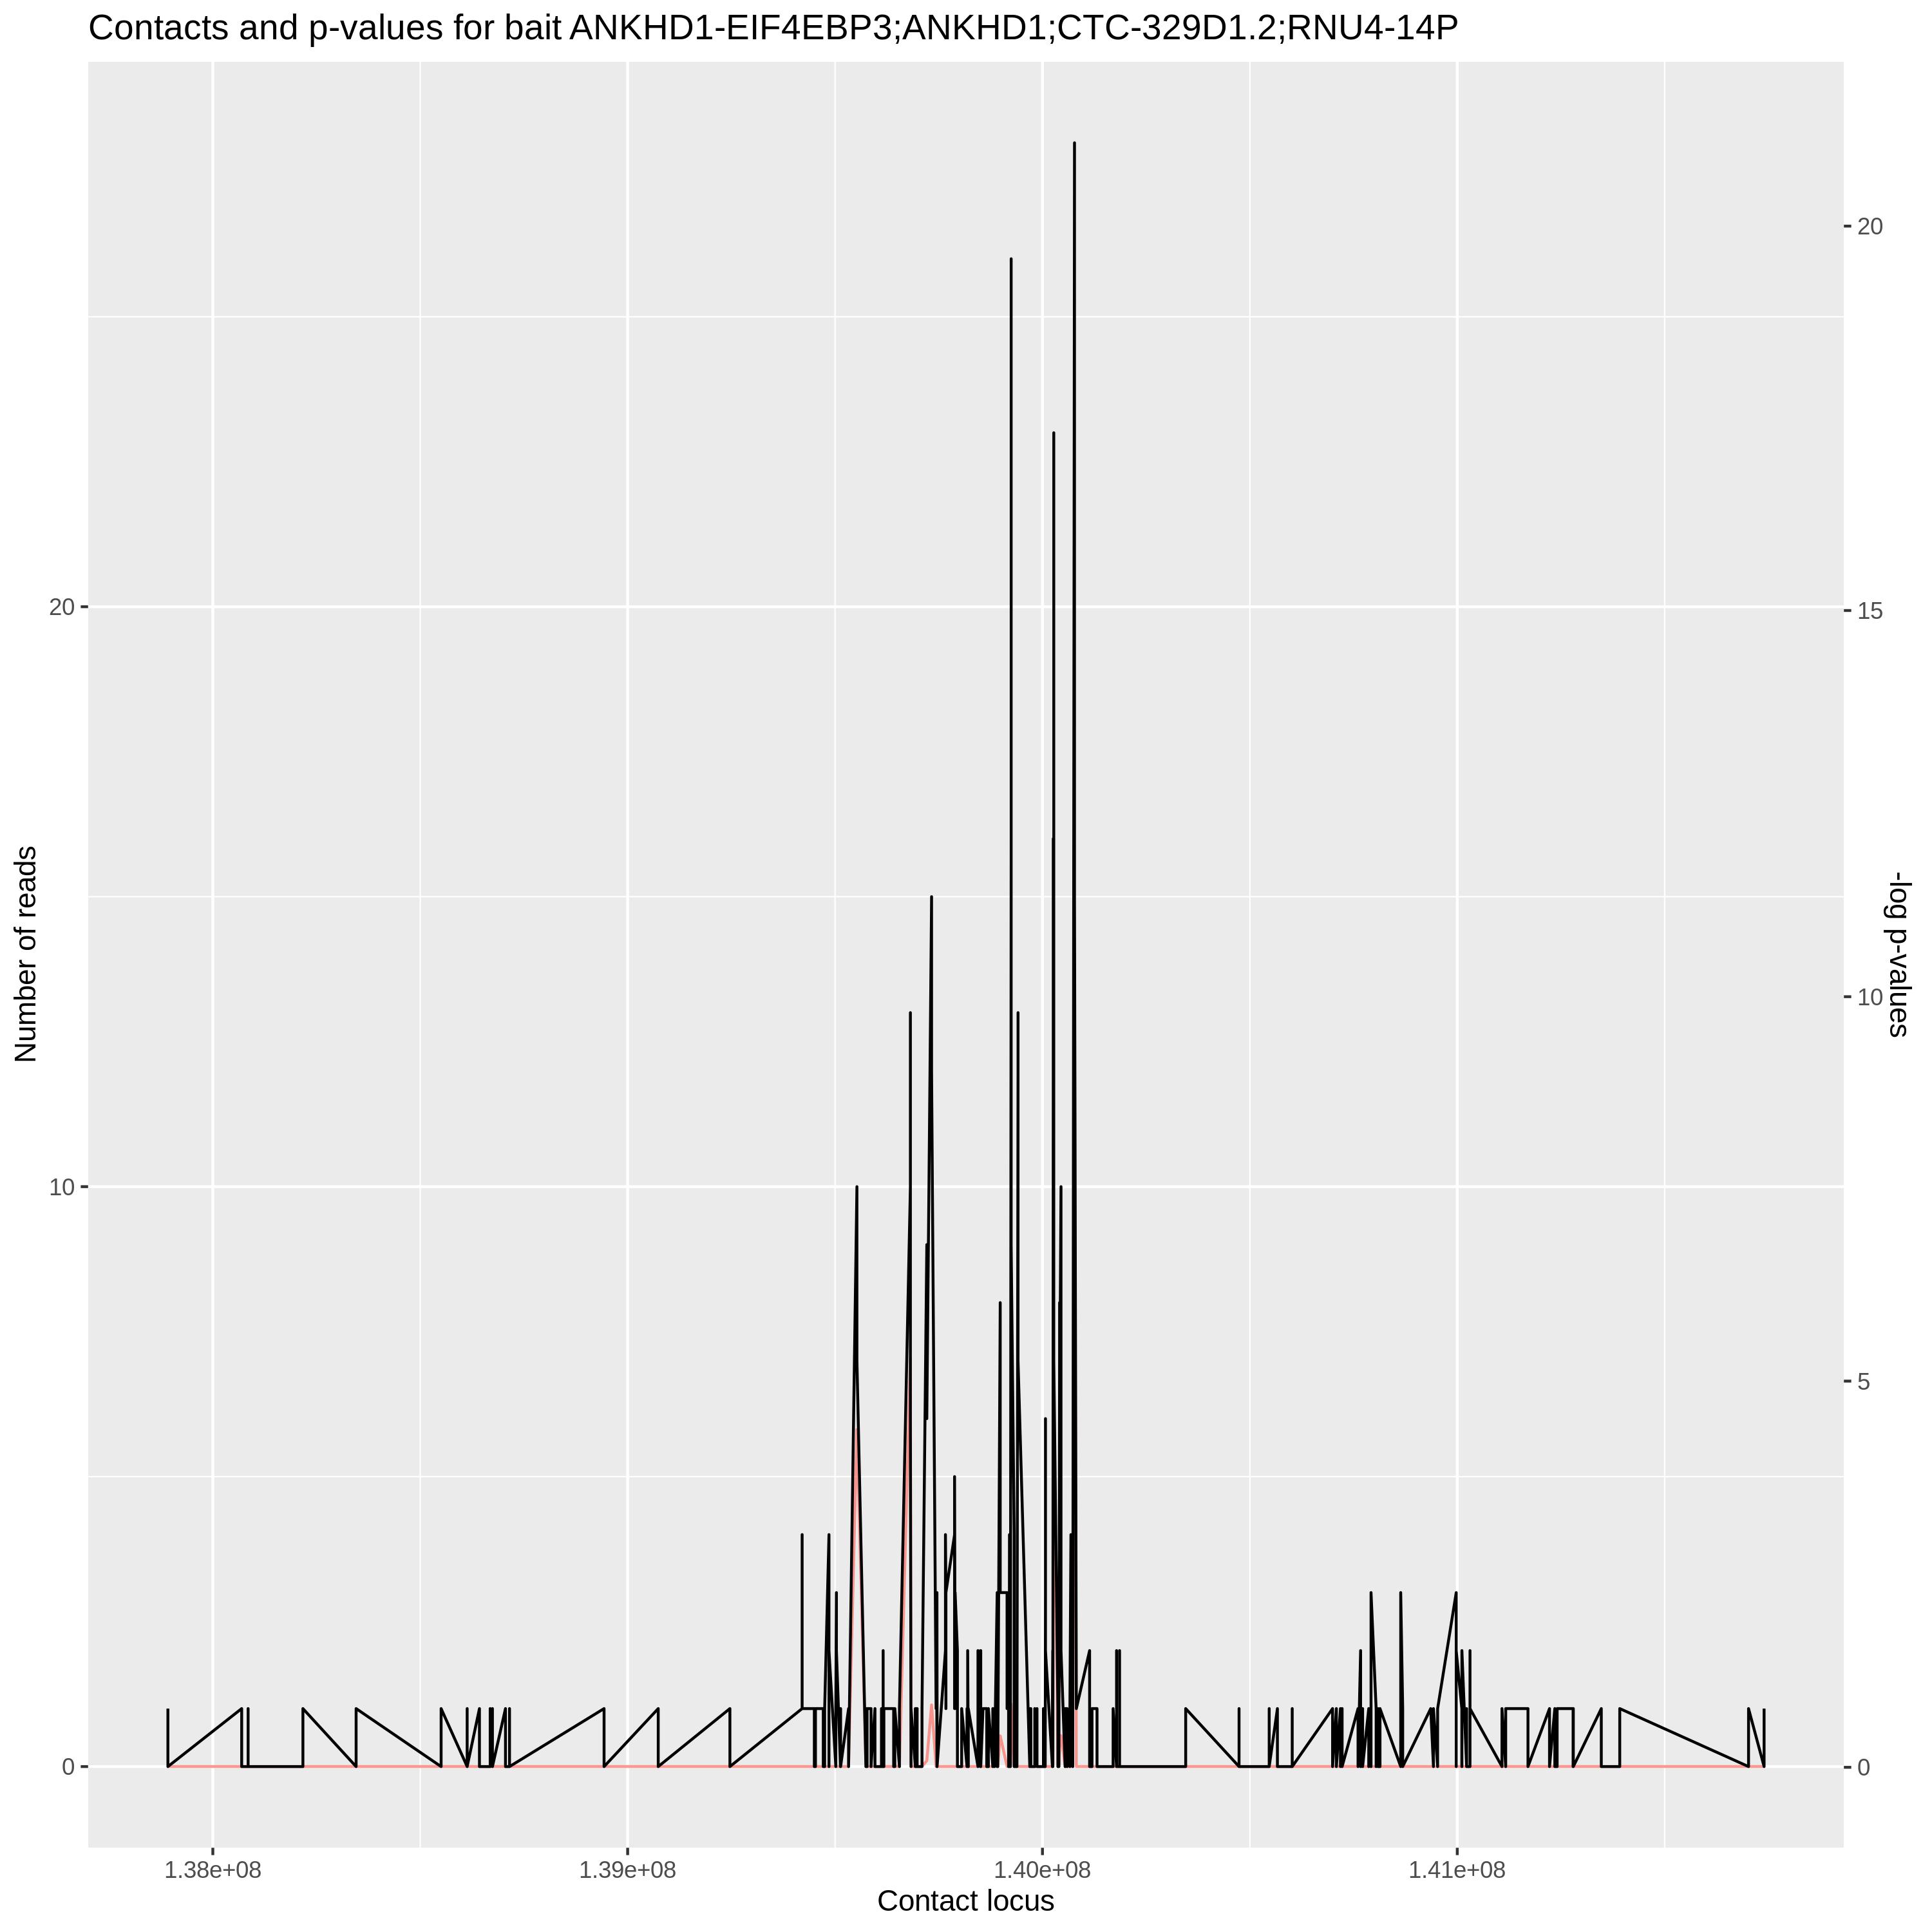 Contacts and p-values for bait ANKHD1-EIF4EBP3;ANKHD1;CTC-329D1.2;RNU4-14P
20
10
0
Number of reads
20
15
10
5
0
-log p-values
1.38e+08
1.39e+08
1.40e+08
1.41e+08
Contact locus